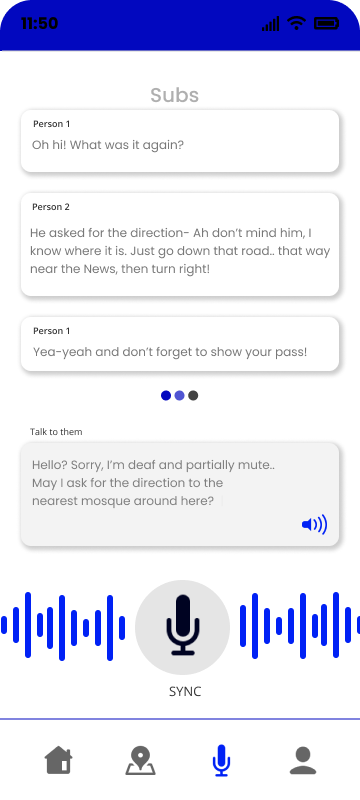 11:50
Subs
Person 1
Oh hi! What was it again?
Person 2
He asked for the direction- Ah don’t mind him, I
know where it is. Just go down that road.. that way
near the News, then turn right!
Person 1
Yea-yeah and don’t forget to show your pass!
Talk to them
Hello? Sorry, I’m deaf and partially mute..
May I ask for the direction to the
nearest mosque around here?
SYNC